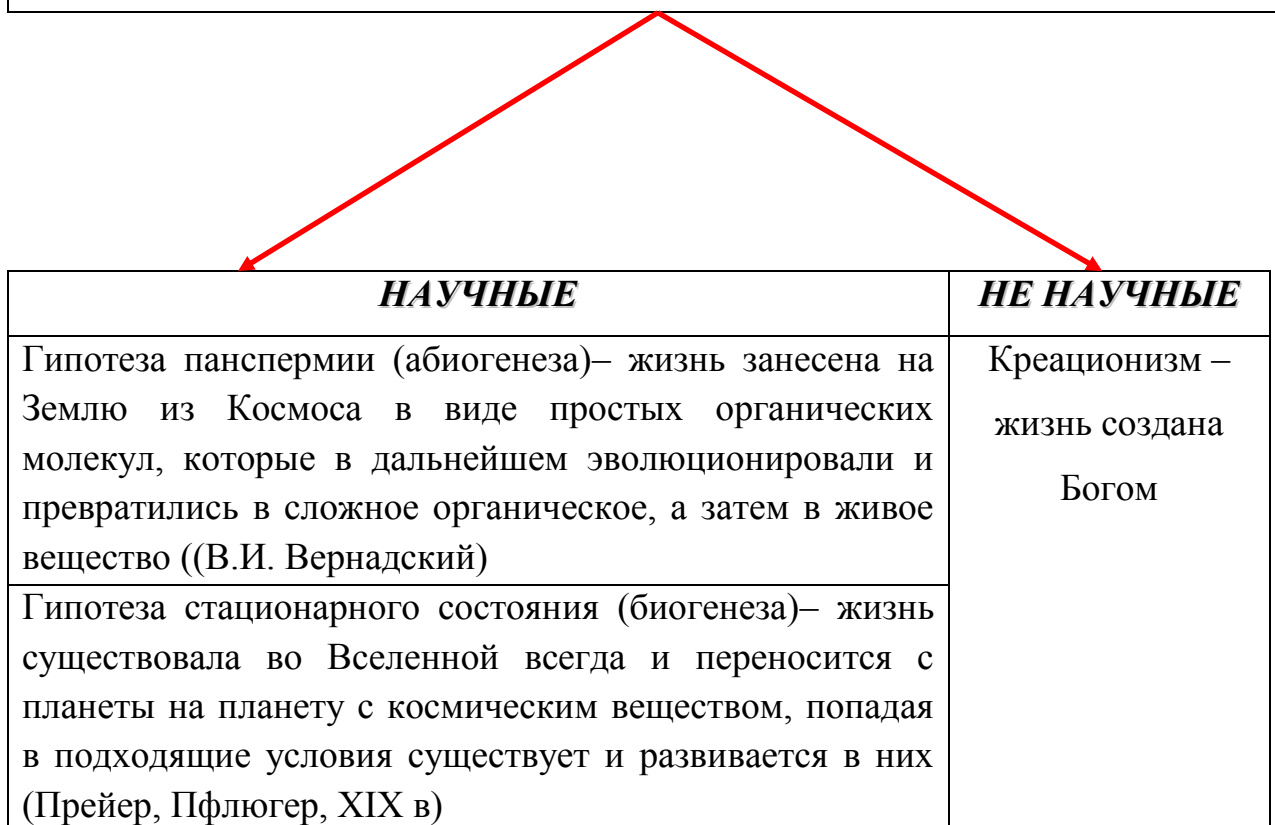 НАУЧНЫЕ
НЕ НАУЧНЫЕ
Гипотеза панспермии (абиогенеза)– жизнь занесена на
Землю из Космоса в виде простых органических
молекул, которые в дальнейшем эволюционировали и
превратились в сложное органическое, а затем в живое
вещество ((В.И. Вернадский)
Гипотеза стационарного состояния (биогенеза)– жизнь
существовала во Вселенной всегда и переносится с
планеты на планету с космическим веществом, попадая
в подходящие условия существует и развивается в них
(Прейер, Пфлюгер, XIX в)
Креационизм –
жизнь создана
Богом